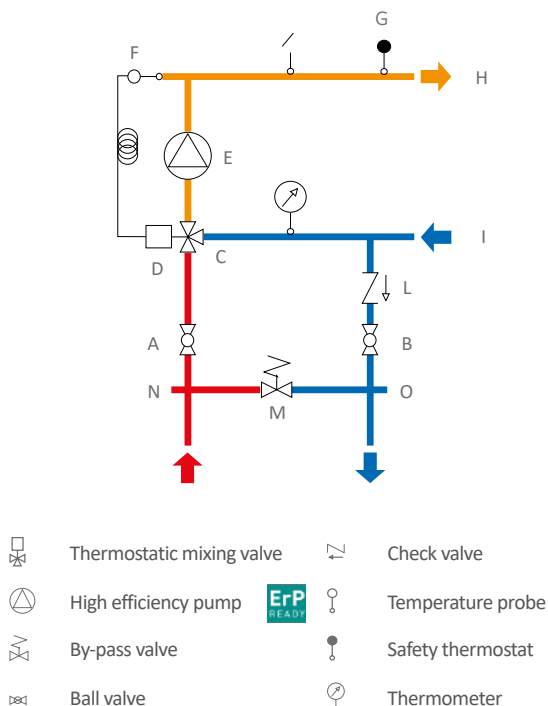 G
F
H
E
I
D
C
L
A
B
N
M
O
Thermostatic mixing valve
Check valve
High efficiency pump
ErP
READY
Temperature probe
By-pass valve
Safety thermostat
Ball valve
Thermometer